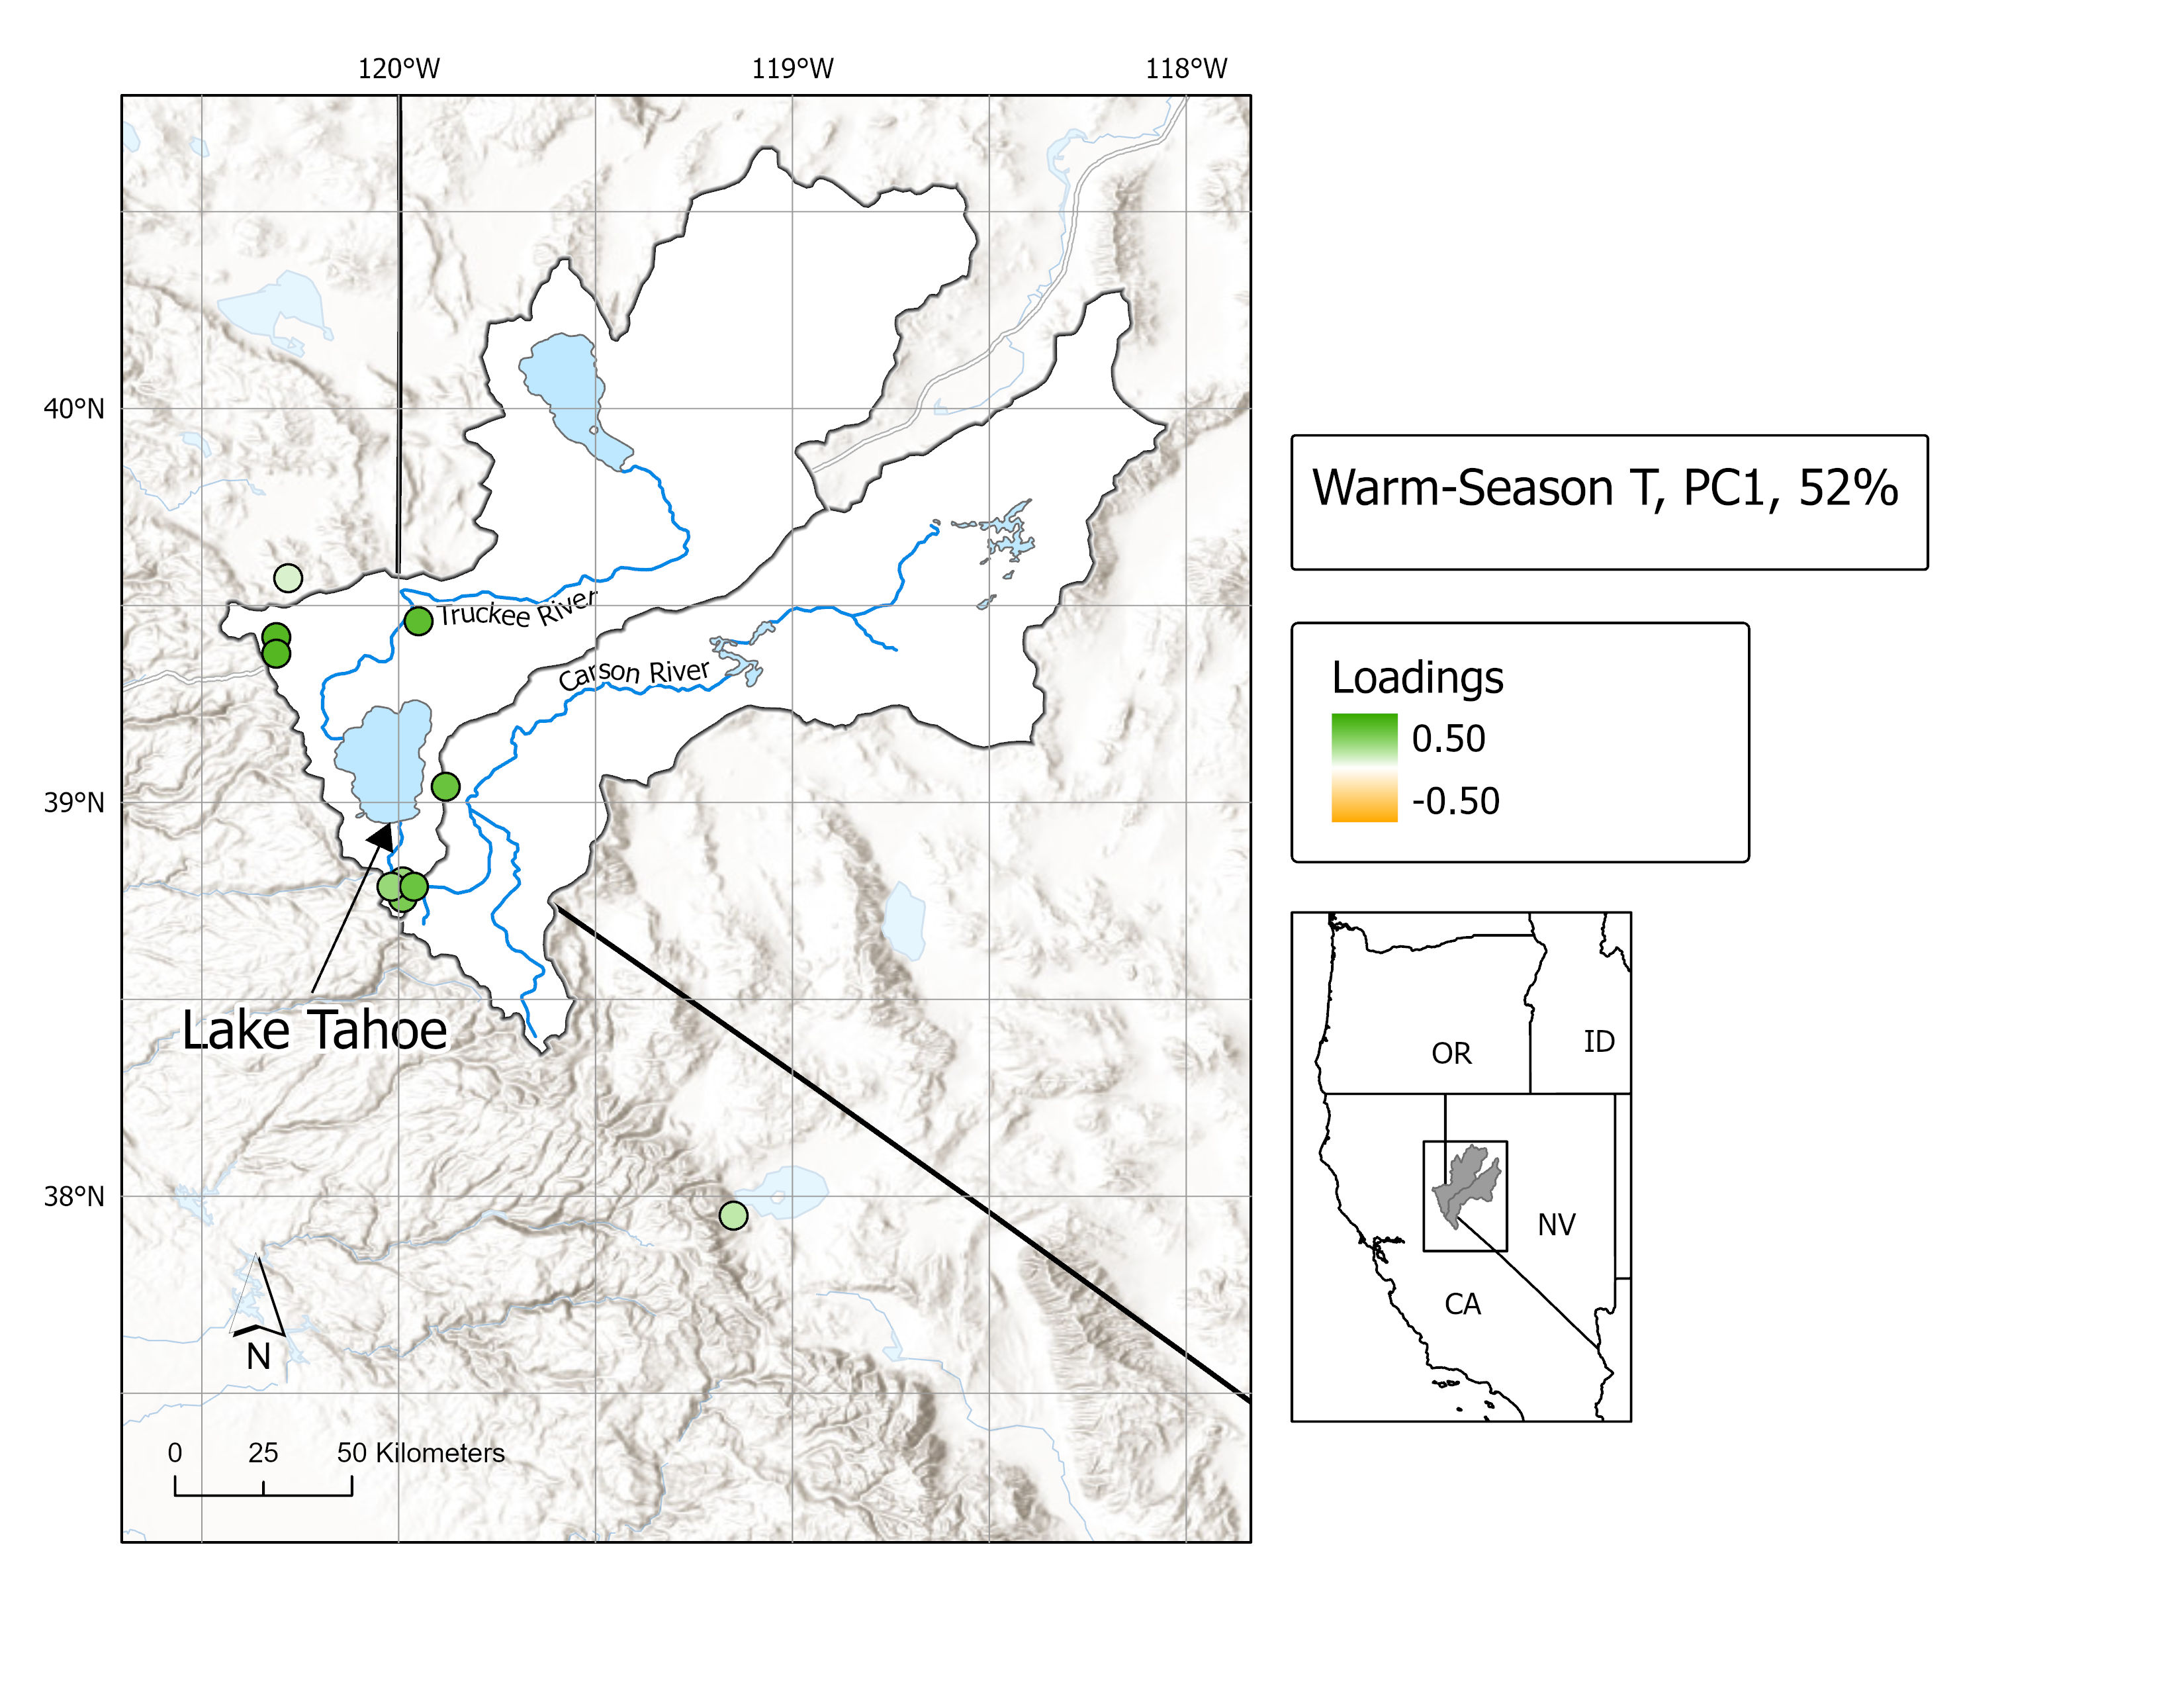 120°W
119°W
118°W
40°N
39°N
38°N
Truckee River
Carson River
Lake Tahoe
N
0 25 50 Kilometers
Warm-Season T, PC1, 52%
Loadings
0.50
-0.50
OR
ID
NV
CA